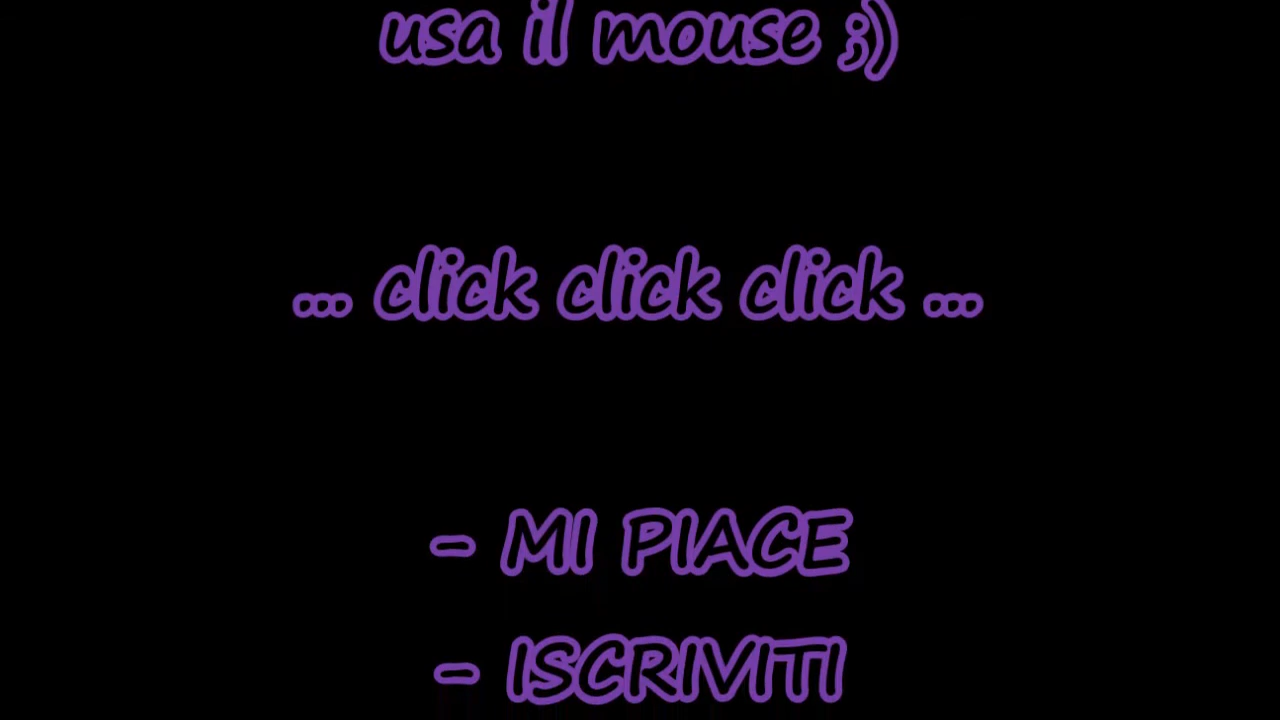 usa il mouse ;)
... click click click ...
- MI PIACE
- ISCRIVITI